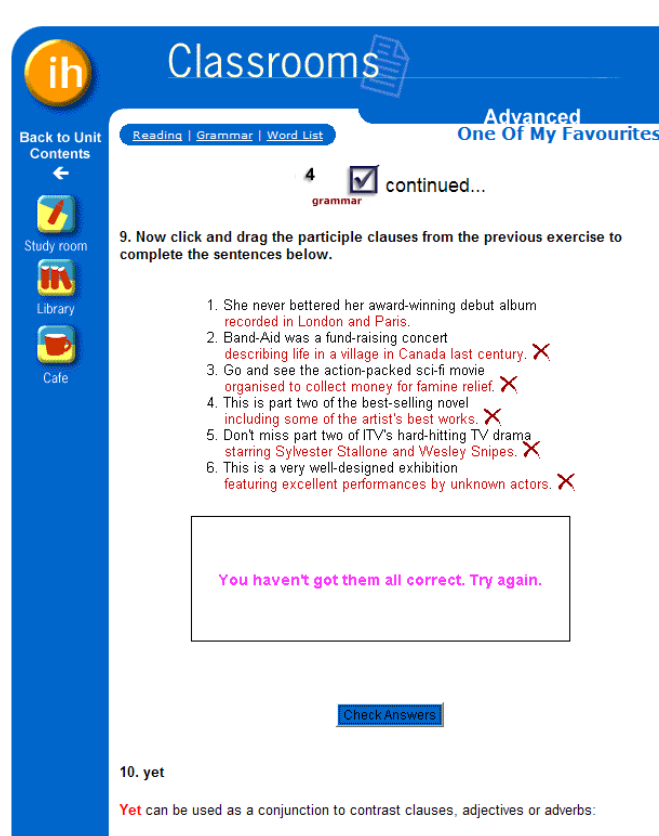 ih
Classrooms
Advanced
Back to Unit
Contents
Reading | Grammar | Word List
One Of My Favourites
4
continued...
grammar
Study room
Library
Cafe
9. Now click and drag the participle clauses from the previous exercise to
complete the sentences below.
1. She never bettered her award-winning debut album
recorded in London and Paris.
2. Band-Aid was a fund-raising concert
describing life in a village in Canada last century.
3. Go and see the action-packed sci-fi movie
organised to collect money for famine relief.
4. This is part two of the best-selling novel
including some of the artist's best works.
5. Don't miss part two of ITV's hard-hitting TV drama
starring Sylvester Stallone and Wesley Snipes.
6. This is a very well-designed exhibition
featuring excellent performances by unknown actors.
You haven't got them all correct. Try again.
Check Answers
10. yet
Yet can be used as a conjunction to contrast clauses, adjectives or adverbs: